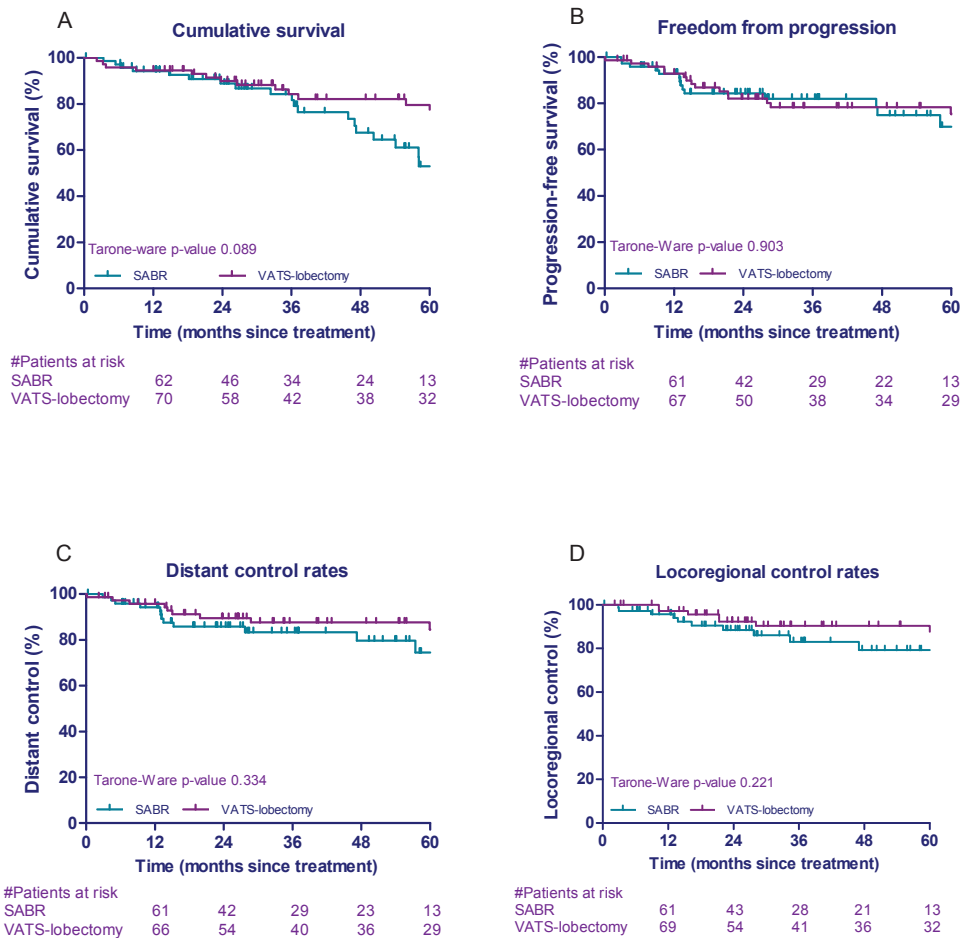 A
Cumulative survival
Cumulative survival (%)
100
80
60
40
20
0
Tarone-ware p-value 0.089
SABR VATS-lobectomy
0 12 24 36 48 60
Time (months since treatment)
#Patients at risk
SABR 62 46 34 24 13
VATS-lobectomy 70 58 42 38 32
B
Freedom from progression
Progression-free survival (%)
100
80
60
40
20
0
Tarone-Ware p-value 0.903
SABR VATS-lobectomy
0 12 24 36 48 60
Time (months since treatment)
#Patients at risk
SABR 61 42 29 22 13
VATS-lobectomy 67 50 38 34 29
C
Distant control rates
Distant control (%)
100
80
60
40
20
0
Tarone-Ware p-value 0.334
SABR VATS-lobectomy
0 12 24 36 48 60
Time (months since treatment)
#Patients at risk
SABR 61 42 29 23 13
VATS-lobectomy 66 54 40 36 29
D
Locoregional control rates
Locoregional control (%)
100
80
60
40
20
0
Tarone-Ware p-value 0.221
SABR VATS-lobectomy
0 12 24 36 48 60
Time (months since treatment)
#Patients at risk
SABR 61 43 28 21 13
VATS-lobectomy 69 54 41 36 32